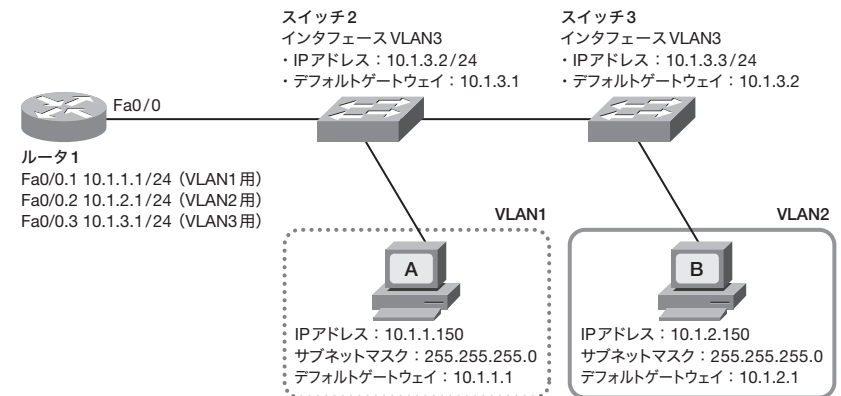 スイッチ2
インタフェースVLAN3
・IPアドレス：10.1.3.2/24
・デフォルトゲートウェイ：10.1.3.1
スイッチ3
インタフェースVLAN3
・IPアドレス：10.1.3.3/24
・デフォルトゲートウェイ：10.1.3.2
Fa0/0
ルータ1
Fa0/0.1 10.1.1.1/24（VLAN1用）
Fa0/0.2 10.1.2.1/24（VLAN2用）
Fa0/0.3 10.1.3.1/24（VLAN3用）
VLAN1
A
IPアドレス：10.1.1.150
サブネットマスク：255.255.255.0
デフォルトゲートウェイ：10.1.1.1
VLAN2
B
IPアドレス：10.1.2.150
サブネットマスク：255.255.255.0
デフォルトゲートウェイ：10.1.2.1